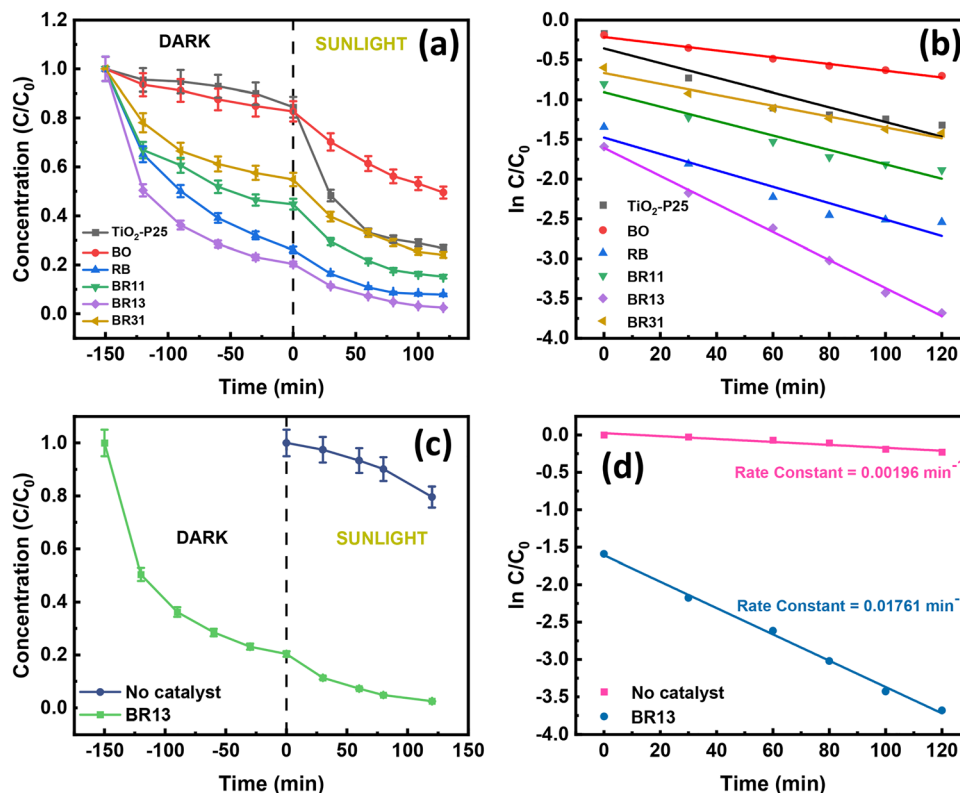 DARK
SUNLIGHT
(a)
Concentration (C/C0)
1.2
1.0
0.8
0.6
0.4
0.2
0.0
TiO2-P25
BO
RB
BR11
BR13
BR31
-150 -100 -50 0 50 100
Time (min)
(b)
ln C/C0
0.5
0.0
-0.5
-1.0
-1.5
-2.0
-2.5
-3.0
-3.5
-4.0
TiO2-P25
BO
RB
BR11
BR13
BR31
0 20 40 60 80 100 120
Time (min)
(c)
Concentration (C/C0)
1.0
0.8
0.6
0.4
0.2
0.0
DARK
SUNLIGHT
No catalyst
BR13
-150 -100 -50 0 50 100 150
Time (min)
(d)
ln C/C0
0.0
-0.5
-1.5
-2.0
-2.5
-3.0
-3.5
-4.0
Rate Constant = 0.00196 min-1
Rate Constant = 0.01761 min-
No catalyst
BR13
0 20 40 60 80 100 120
Time (min)